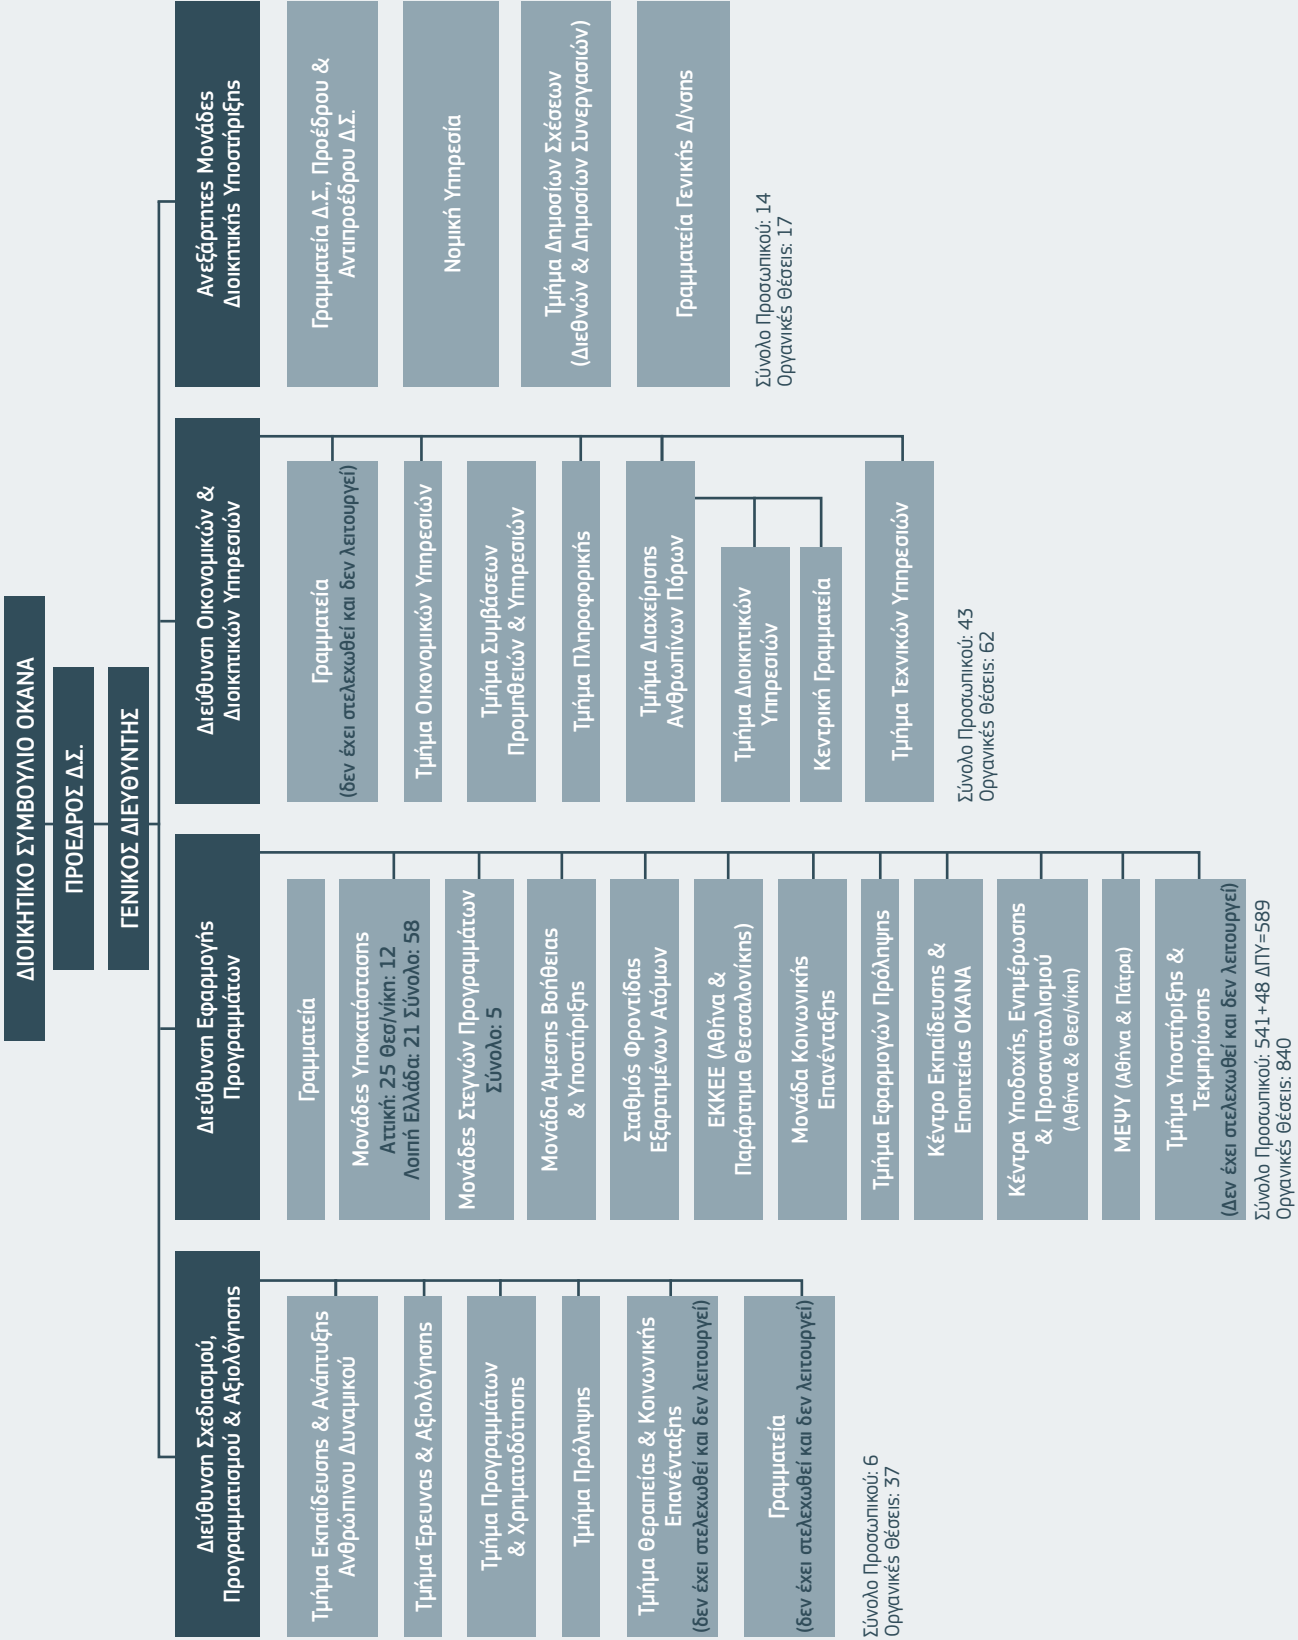 ΔΙΟΙΚΗΤΙΚΟ ΣΥΜΒΟΥΛΙΟ ΟΚΑΝΑ
ΠΡΟΕΔΡΟΣ Δ.Σ.
ΓΕΝΙΚΟΣ ΔΙΕΥΘΥΝΤΗΣ
Διεύθυνση Σχεδιασμού,
Προγραμματισμού & Αξιολόγησης
Τμήμα Εκπαίδευσης & Ανάπτυξης
Ανθρώπινου Δυναμικού
Τμήμα Έρευνας & Αξιολόγησης
Τμήμα Προγραμμάτων
& Χρηματοδότησης
Τμήμα Πρόληψης
Τμήμα Θεραπείας & Κοινωνικής
Επανένταξης
(δεν έχει στελεχωθεί και δεν λειτουργεί)
Γραμματεία
(δεν έχει στελεχωθεί και δεν λειτουργεί)
Σύνολο Προσωπικού: 6
Οργανικές Θέσεις: 37
Διεύθυνση Εφαρμογής
Προγραμμάτων
Γραμματεία
Μονάδες Υποκατάστασης
Αττική: 25 Θεσ/νίκη: 12
Λοιπή Ελλάδα: 21 Σύνολο: 58
Μονάδες Στεγνών Προγραμμάτων
Σύνολο: 5
Μονάδα Άμεσης Βοήθειας
& Υποστήριξης
Σταθμός Φροντίδας
Εξαρτημένων Ατόμων
ΕΚΚΕΕ (Αθήνα &
Παράρτημα Θεσσαλονίκης)
Μονάδα Κοινωνικής
Επανένταξης
Τμήμα Εφαρμογών Πρόληψης
Κέντρο Εκπαίδευσης &
Εποπτείας ΟΚΑΝΑ
Κέντρα Υποδοχής, Ενημέρωσης
& Προσανατολισμού
(Αθήνα & Θεσ/νίκη)
ΜΕΨΥ (Αθήνα & Πάτρα)
Τμήμα Υποστήριξης &
Τεκμηρίωσης
(Δεν έχει στελεχωθεί και δεν λειτουργεί)
Σύνολο Προσωπικού: 541+48 ΔΠΥ=589
Οργανικές Θέσεις: 840
Διεύθυνση Οικονομικών &
Διοικητικών Υπηρεσιών
Γραμματεία
(δεν έχει στελεχωθεί και δεν λειτουργεί)
Τμήμα Οικονομικών Υπηρεσιών
Τμήμα Συμβάσεων
Προμηθειών & Υπηρεσιών
Τμήμα Πληροφορικής
Τμήμα Διαχείρισης
Ανθρωπίνων Πόρων
Τμήμα Διοικητικών
Υπηρεσιών
Κεντρική Γραμματεία
Τμήμα Τεχνικών Υπηρεσιών
Σύνολο Προσωπικού: 43
Οργανικές Θέσεις: 62
Ανεξάρτητες Μονάδες
Διοικητικής Υποστήριξης
Γραμματεία Δ.Σ, Προέδρου &
Αντιπροέδρου Δ.Σ.
Νομική Υπηρεσία
Τμήμα Δημοσίων Σχέσεων
(Διεθνών & Δημοσίων Συνεργασιών)
Γραμματεία Γενικής Δ/νσης
Σύνολο Προσωπικού: 14
Οργανικές Θέσεις: 17